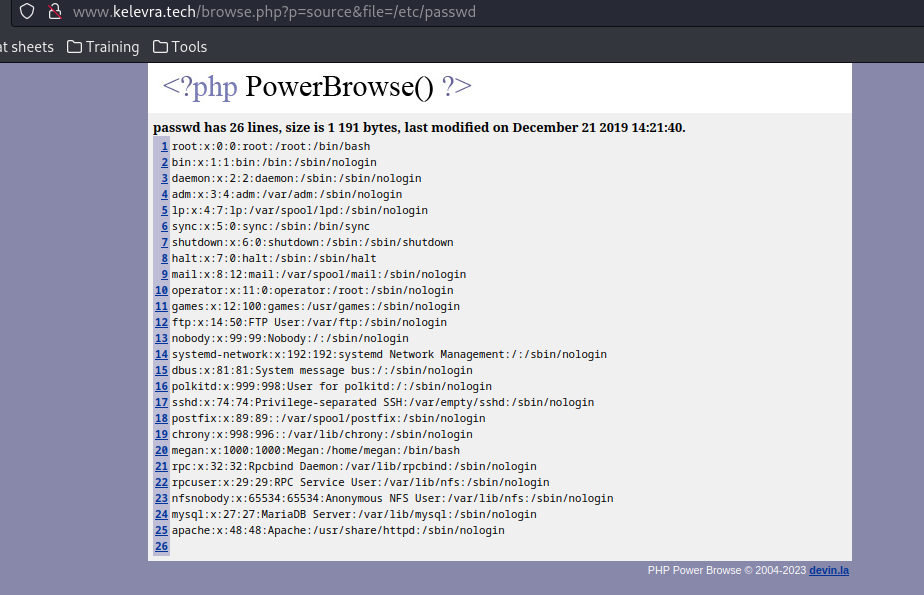 www.kelevra.tech/browse.php?p=source&file=/etc/passwd
at sheets Training Tools
<?php PowerBrowse() ?>
passwd has 26 lines, size is 1 191 bytes, last modified on December 21 2019 14:21:40.
1 root:x:0:0:root:/root:/bin/bash
2 bin:x:1:1:bin:/bin:/sbin/nologin
3 daemon:x:2:2:daemon:/sbin:/sbin/nologin
4 adm:x:3:4:adm:/var/adm:/sbin/nologin
5 lp:x:4:7:lp:/var/spool/lpd:/sbin/nologin
6 sync:x:5:0:sync:/sbin:/bin/sync
7 shutdown:x:6:0:shutdown:/sbin:/sbin/shutdown
8 halt:x:7:0:halt:/sbin:/sbin/halt
9 mail:x:8:12:mail:/var/spool/mail:/sbin/nologin
10 operator:x:11:0:operator:/root:/sbin/nologin
11 games:x:12:100:games:/usr/games:/sbin/nologin
12 ftp:x:14:50:FTP User:/var/ftp:/sbin/nologin
13 nobody:x:99:99:Nobody:/:/sbin/nologin
14 systemd-network:x:192:192:systemd Network Management:/:/sbin/nologin
15 dbus:x:81:81:System message bus:/:/sbin/nologin
16 polkitd:x:999:998:User for polkitd:/:/sbin/nologin
17 sshd:x:74:74:Privilege-separated SSH:/var/empty/sshd:/sbin/nologin
18 postfix:x:89:89::/var/spool/postfix:/sbin/nologin
19 chrony:x:998:996::/var/lib/chrony:/sbin/nologin
20 megan:x:1000:1000:Megan:/home/megan:/bin/bash
21 rpc:x:32:32:Rpcbind Daemon:/var/lib/rpcbind:/sbin/nologin
22 rpcuser:x:29:29:RPC Service User:/var/lib/nfs:/sbin/nologin
23 nfsnobody:x:65534:65534:Anonymous NFS User:/var/lib/nfs:/sbin/nologin
24 mysql:x:27:27:MariaDB Server:/var/lib/mysql:/sbin/nologin
25 apache:x:48:48:Apache:/usr/share/httpd:/sbin/nologin
26
PHP Power Browse © 2004-2023 devin.la